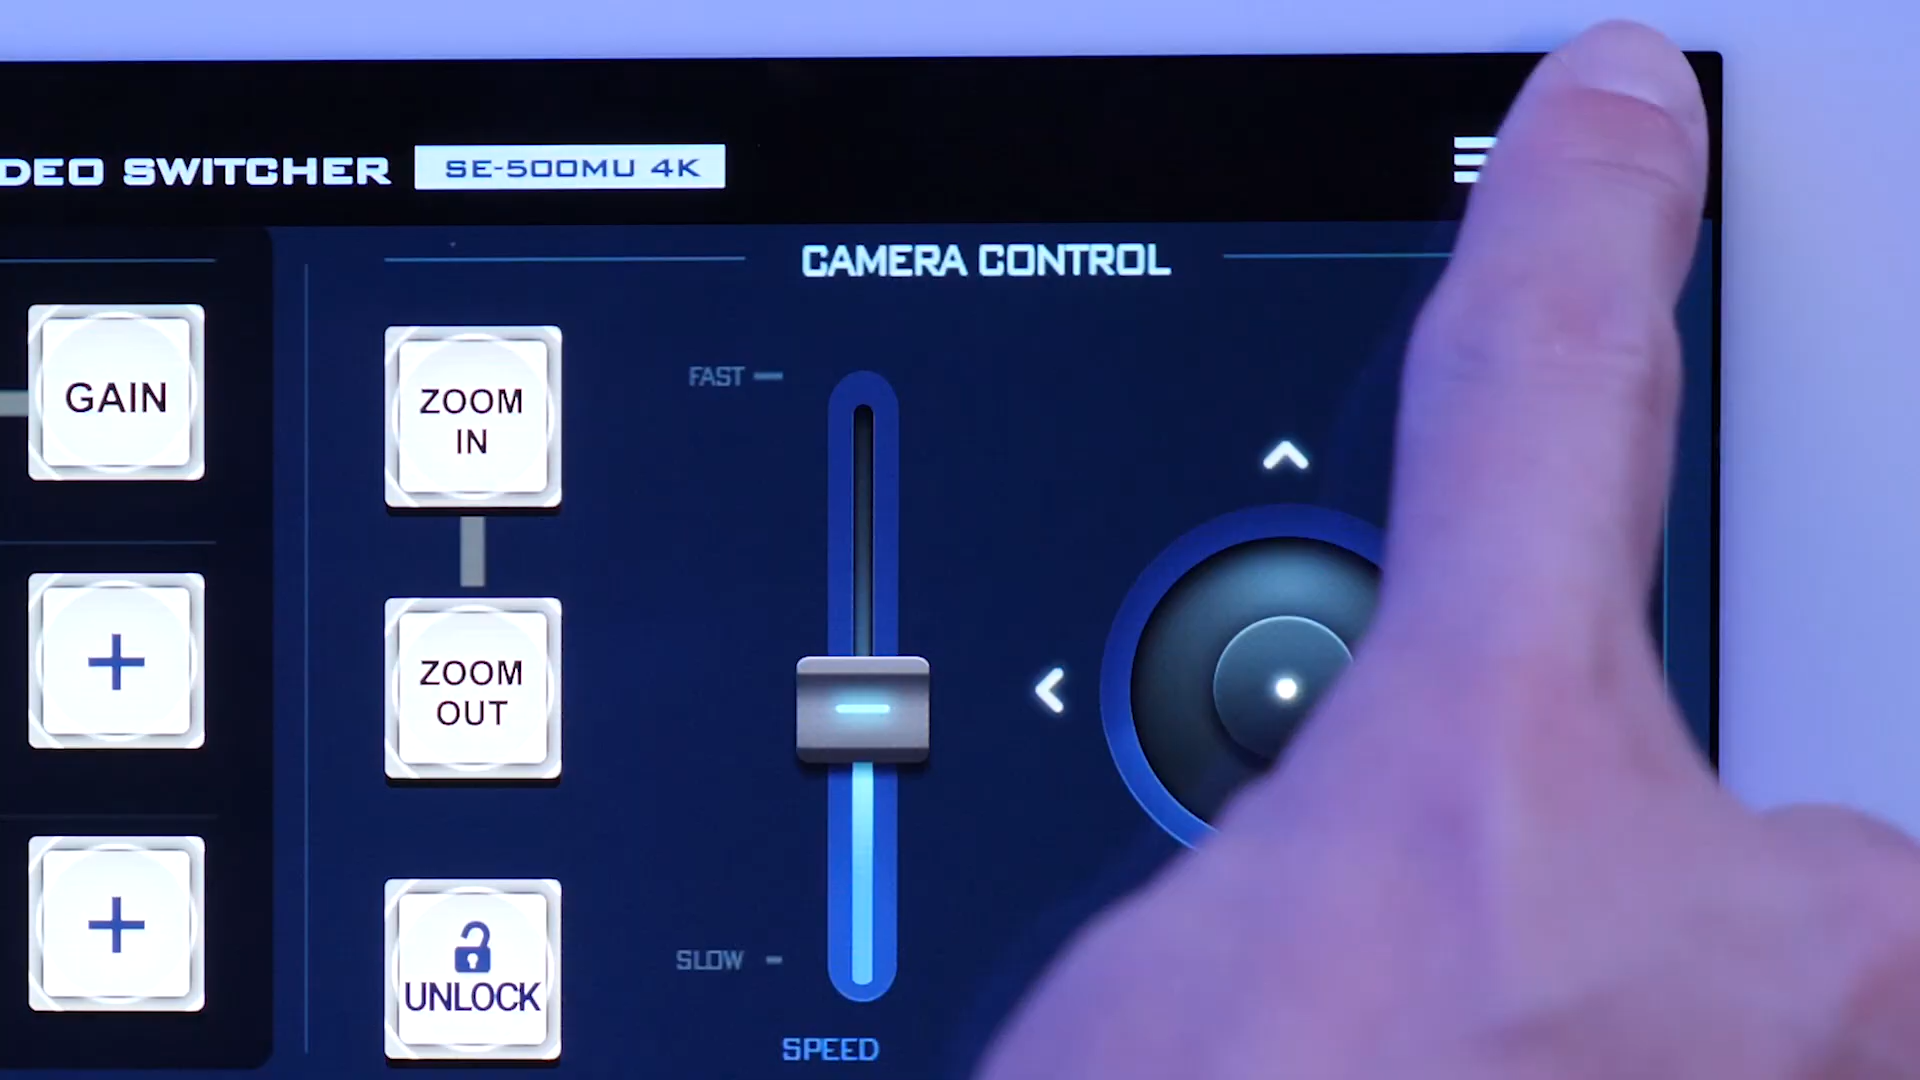 DEO SWITCHER SE-500MU 4K
CAMERA CONTROL
GAIN
ZOOM
IN
FAST
ZOOM
OUT
UNLOCK
SLOW
SPEED